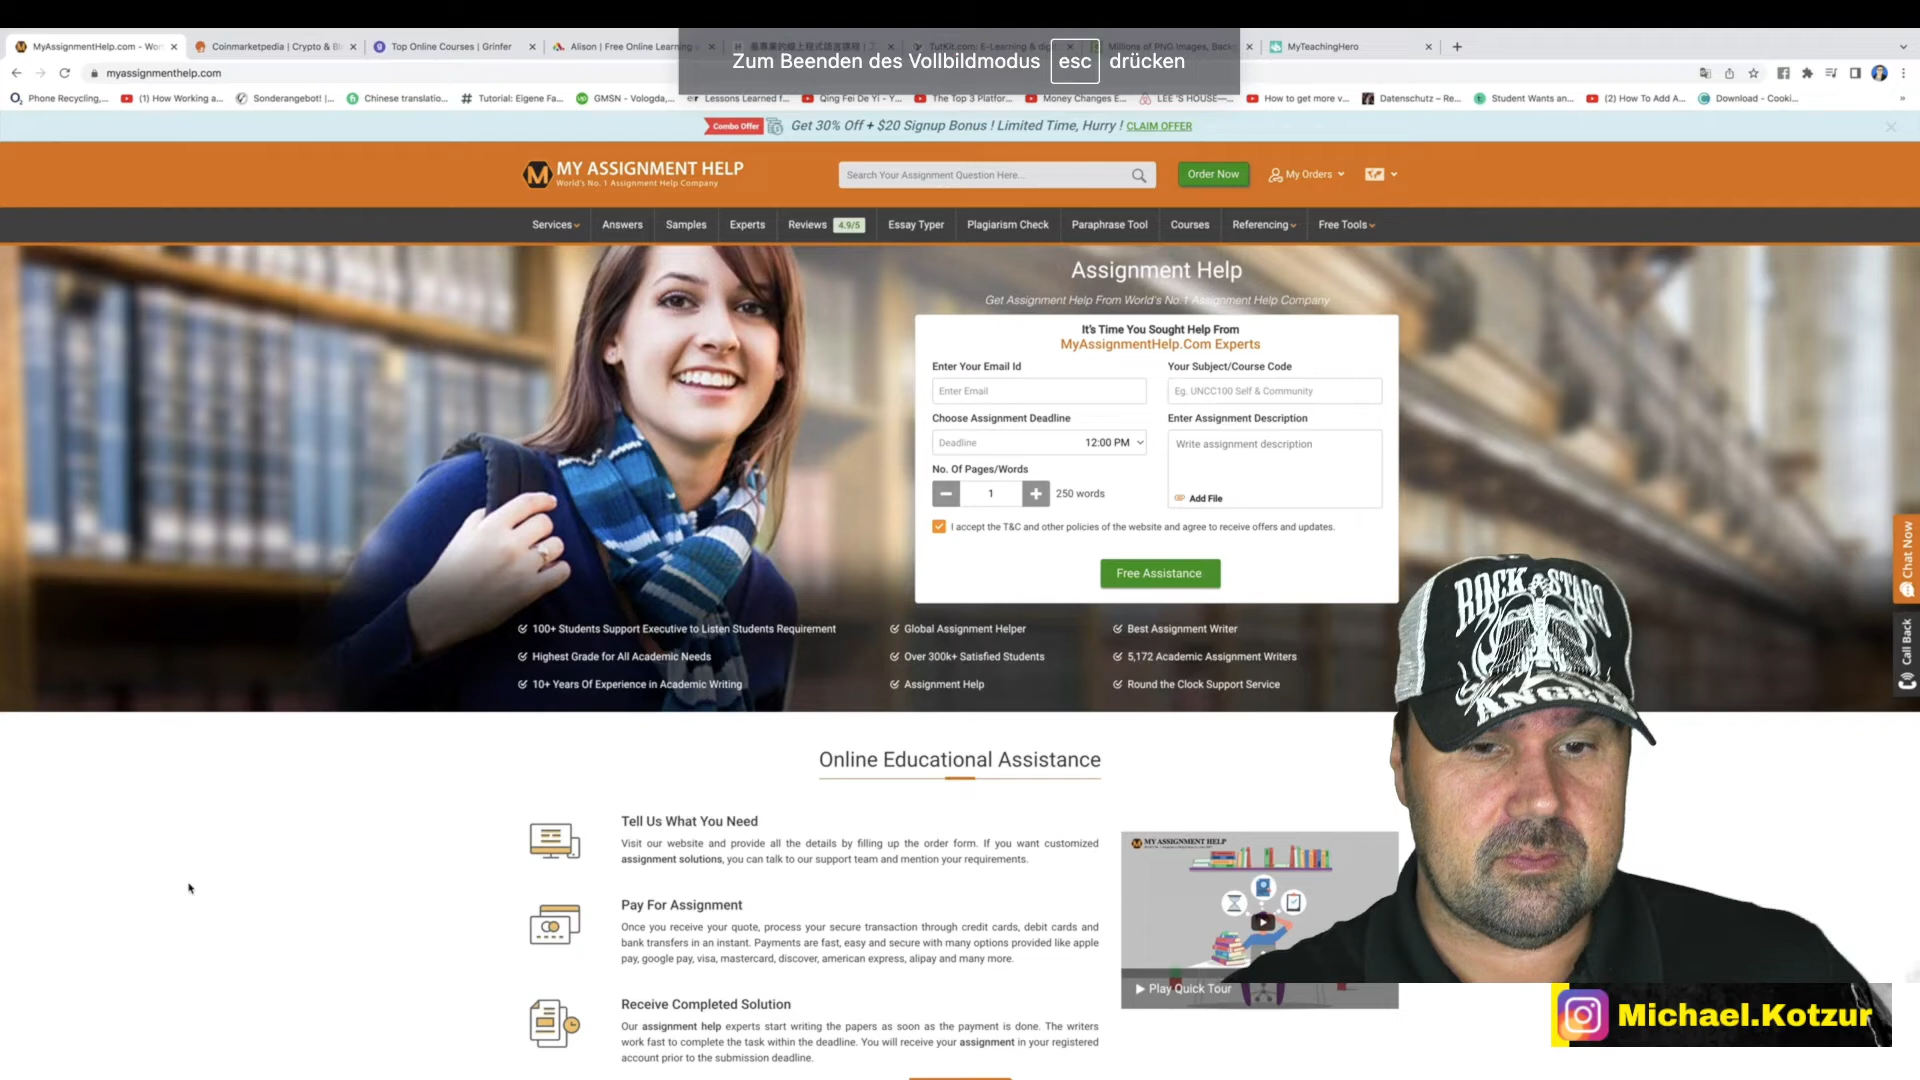 MyAssignmentHelp.com - Wor
Coinmarketpedia | Crypto & Bl
Top Online Courses | Grinfer
Alison | Free Online Learning
TutKit.com: E-Learning & digi
Millions of PNG Images, Back
MyTeachingHero
Zum Beenden des Vollbildmodus esc drücken
myassignmenthelp.com
Phone Recycling,...
(1) How Working a...
Sonderangebot! |...
Chinese translatio...
Tutorial: Eigene Fa...
GMSN - Vologda,...
Lessons Learned f...
Qing Fei De Yi - Y...
The Top 3 Platfor...
Money Changes E...
LEE 'S HOUSE—...
How to get more v...
Datenschutz – Re...
Student Wants an...
(2) How To Add A...
Download - Cooki...
Combo Offer Get 30% Off + $20 Signup Bonus ! Limited Time, Hurry ! CLAIM OFFER
MY ASSIGNMENT HELP
World's No. 1 Assignment Help Company
Search Your Assignment Question Here...
Order Now
My Orders
Services
Answers
Samples
Experts
Reviews 4.9/5
Essay Typer
Plagiarism Check
Paraphrase Tool
Courses
Referencing
Free Tools
Assignment Help
Get Assignment Help From World's No.1 Assignment Help Company
It's Time You Sought Help From
MyAssignmentHelp.Com Experts
Enter Your Email Id
Your Subject/Course Code
Enter Email
Eg. UNCC100 Self & Community
Choose Assignment Deadline
Enter Assignment Description
Deadline
12:00 PM
Write assignment description
No. Of Pages/Words
1
250 words
Add File
I accept the T&C and other policies of the website and agree to receive offers and updates.
Free Assistance
Chat Now
Call Back
100+ Students Support Executive to Listen Students Requirement
Global Assignment Helper
Best Assignment Writer
Highest Grade for All Academic Needs
Over 300k+ Satisfied Students
5,172 Academic Assignment Writers
10+ Years Of Experience in Academic Writing
Assignment Help
Round the Clock Support Service
ROCK STARS
ANGELS
Online Educational Assistance
Tell Us What You Need
Visit our website and provide all the details by filling up the order form. If you want customized
assignment solutions, you can talk to our support team and mention your requirements.
Pay For Assignment
Once you receive your quote, process your secure transaction through credit cards, debit cards and
bank transfers in an instant. Payments are fast, easy and secure with many options provided like apple
pay, google pay, visa, mastercard, discover, american express, alipay and many more.
Receive Completed Solution
Our assignment help experts start writing the papers as soon as the payment is done. The writers
work fast to complete the task within the deadline. You will receive your assignment in your registered
account prior to the submission deadline.
MY ASSIGNMENT HELP
Play Quick Tour
Michael.Kotzur